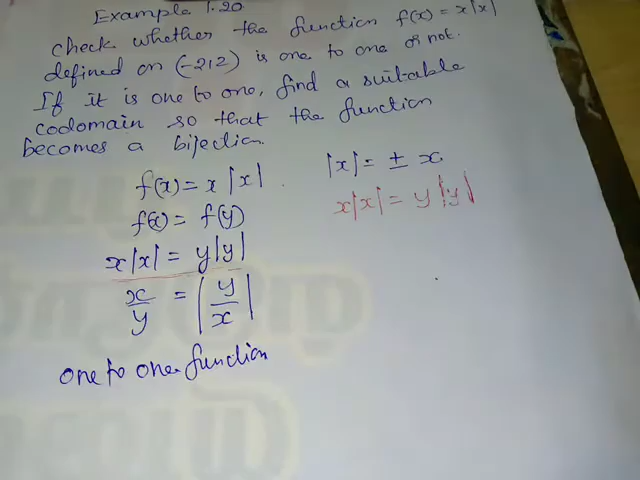 Example 1.20
check whether the function f(x) = x|x|
defined on (-2,2) is one to one or not.
If it is one to one, find a suitable
codomain so that the function
becomes a bijection.
f(x) = x |x|
|x| = ± x
f(x) = f(y)
x|x| = y|y|
x|x| = y|y|
x/y = |y/x|
one to one function